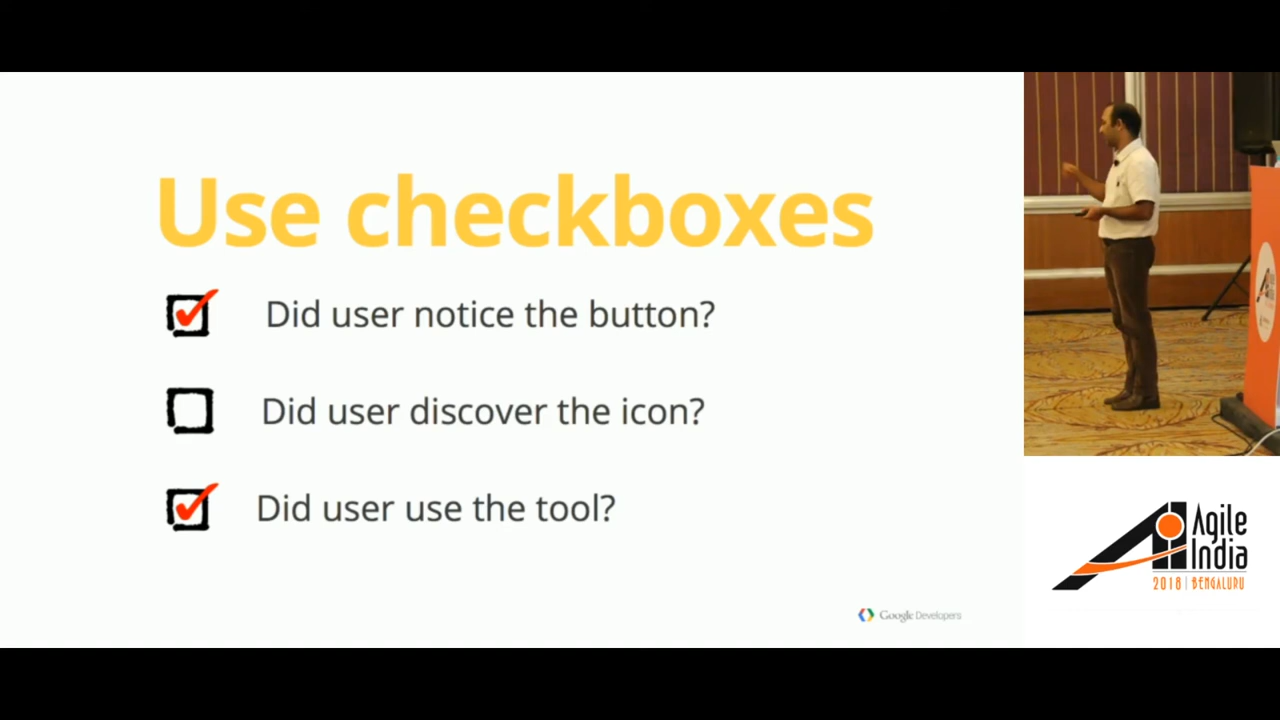 Use checkboxes
Did user notice the button?
Did user discover the icon?
Did user use the tool?
Google Developers
Agile
India
2018 | BENGALURU